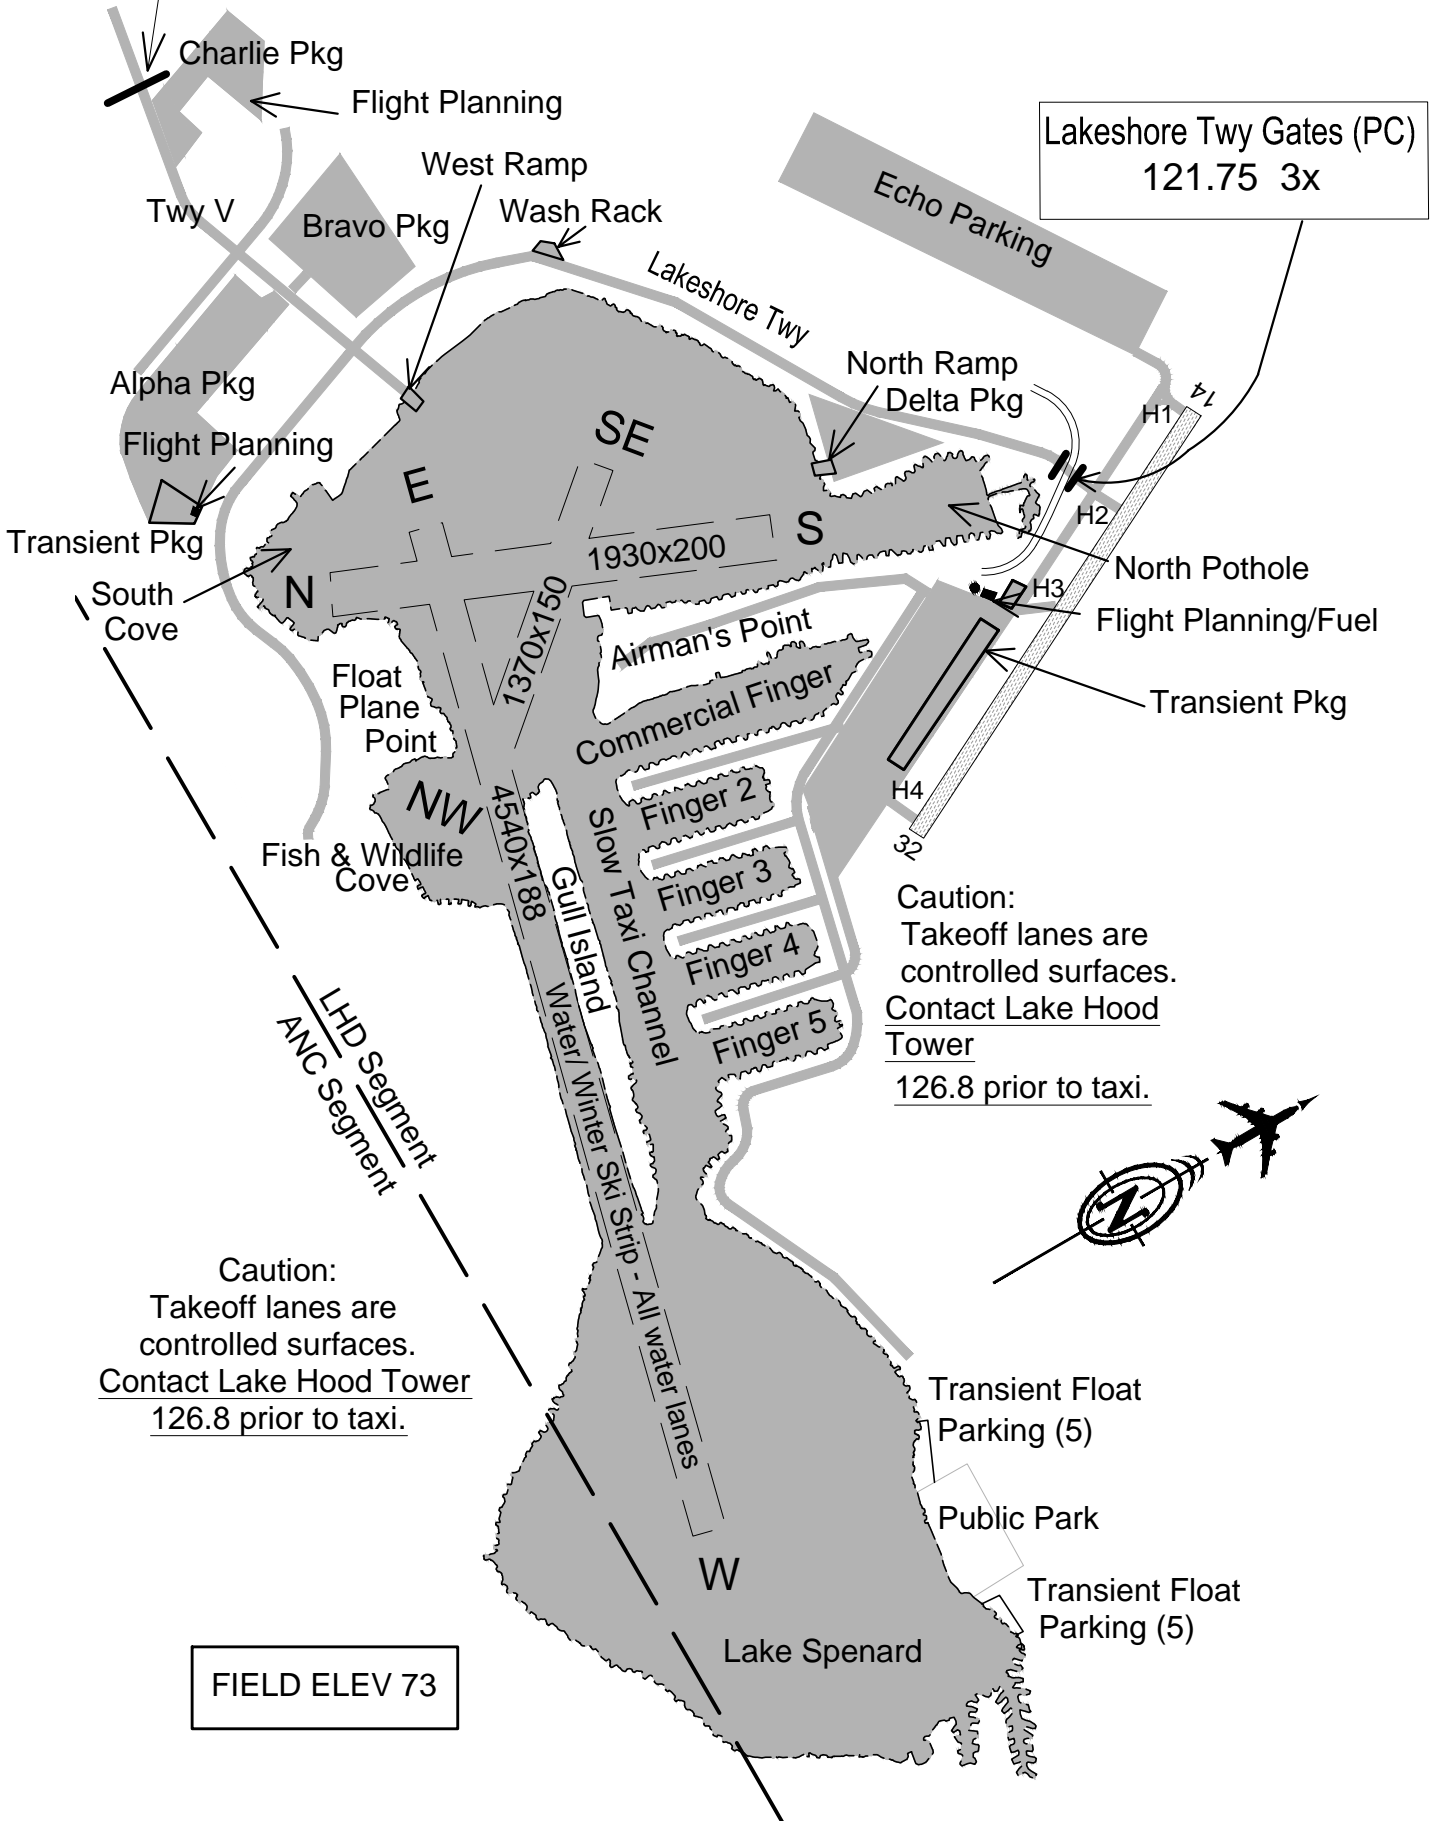 Charlie Pkg
Flight Planning
Lakeshore Twy Gates (PC)
121.75 3x
West Ramp
Echo Parking
Twy V
Bravo Pkg
Wash Rack
Lakeshore Twy
North Ramp
Delta Pkg
Alpha Pkg
H1
14
SE
Flight Planning
E
H2
Transient Pkg
S
1930x200
North Pothole
South
Cove
N
H3
Flight Planning/Fuel
1370x150
Airman's Point
Float
Plane
Point
Commercial Finger
Transient Pkg
NW
4540x188
Finger 2
H4
32
Slow Taxi Channel
Fish & Wildlife
Cove
Gull Island
Finger 3
Caution:
Takeoff lanes are
controlled surfaces.
Contact Lake Hood
Tower
126.8 prior to taxi.
Finger 4
Finger 5
LHD Segment
ANC Segment
Water/ Winter Ski Strip - All water lanes
N
Caution:
Takeoff lanes are
controlled surfaces.
Contact Lake Hood Tower
126.8 prior to taxi.
Transient Float
Parking (5)
Public Park
W
Transient Float
Parking (5)
Lake Spenard
FIELD ELEV 73